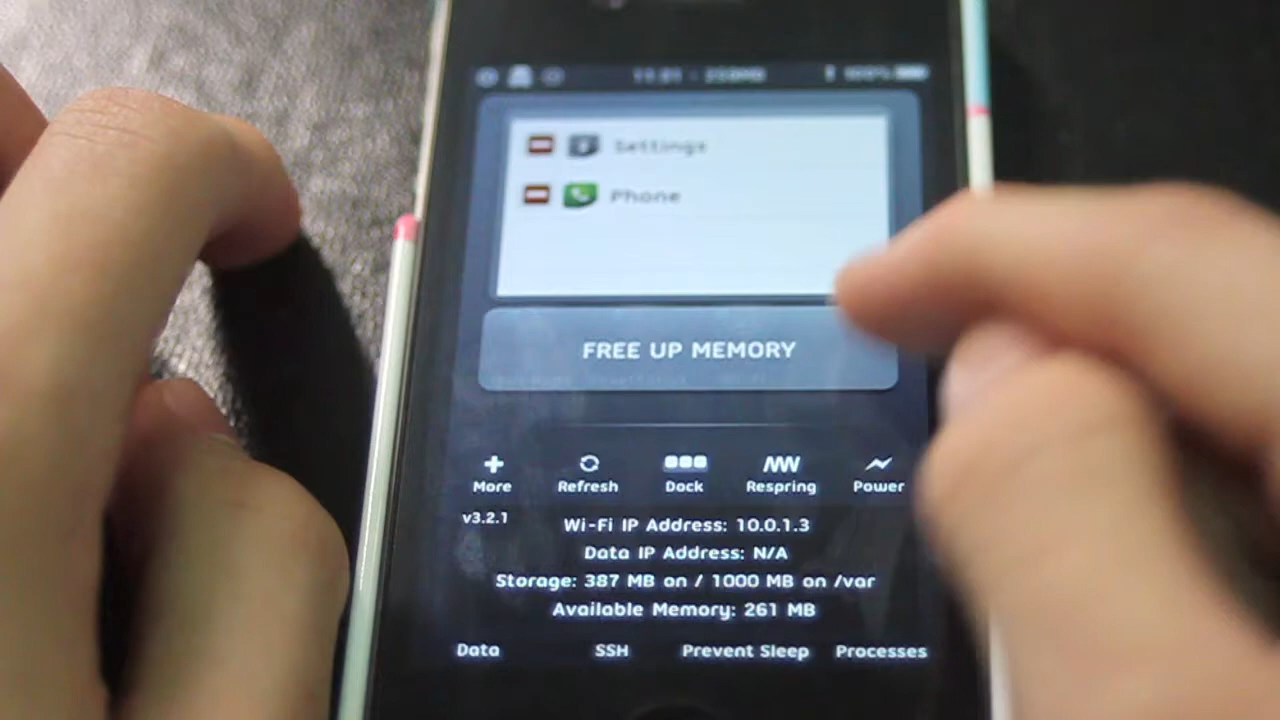 Settings
Phone
FREE UP MEMORY
More Refresh Dock Respring Power
v3.2.1
Wi-Fi IP Address: 10.0.1.3
Data IP Address: N/A
Storage: 387 MB on / 1000 MB on /var
Available Memory: 261 MB
Data SSH Prevent Sleep Processes